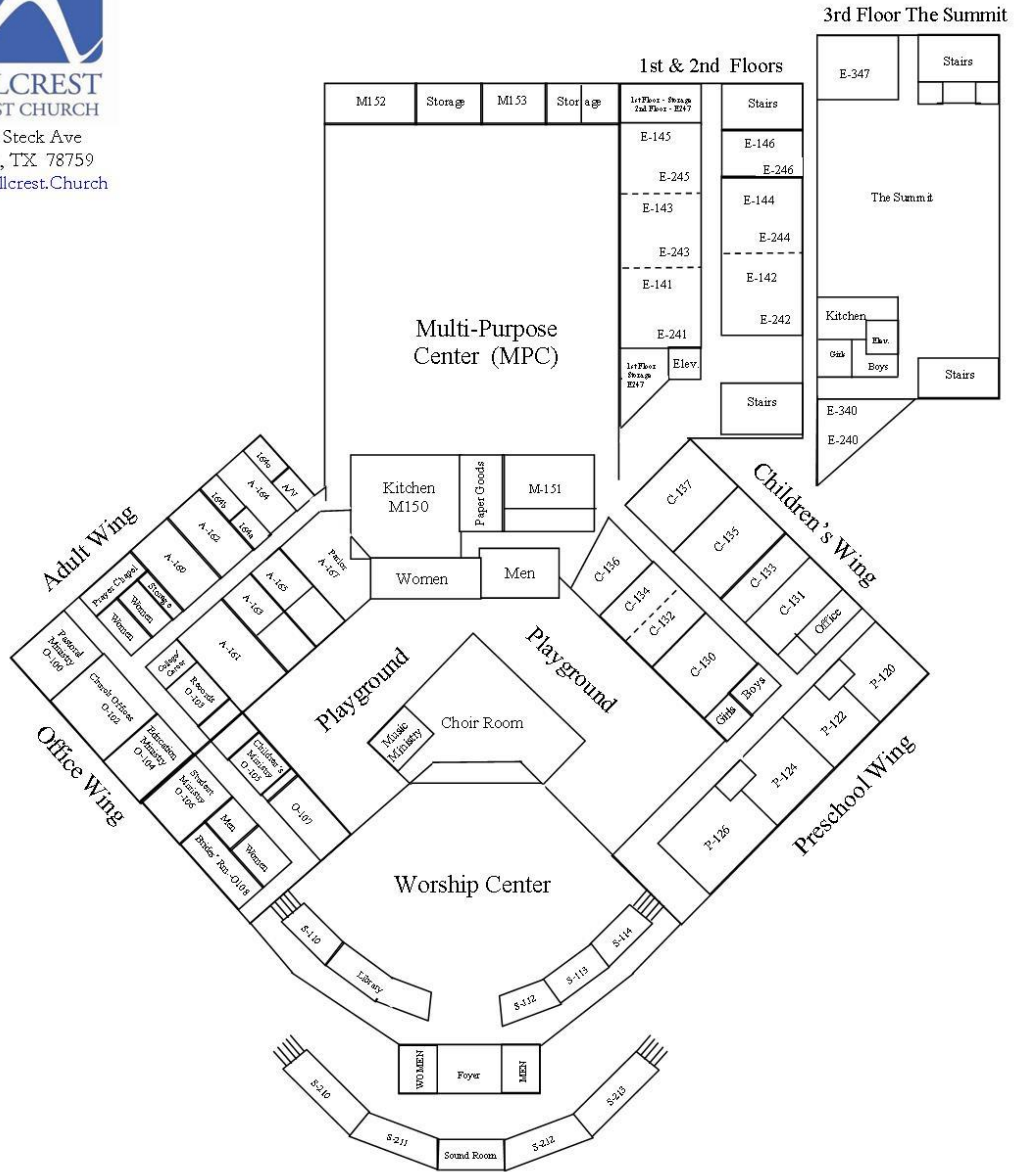 LCREST
ST CHURCH
Steck Ave
, TX 78759
llcrest.Church
3rd Floor The Summit
1st & 2nd Floors
E-347
Stairs
M152
Storage
M153
Storage
1st Floor - Storage
2nd Floor - E247
Stairs
E-145
E-245
E-146
E-246
The Summit
E-143
E-243
E-144
E-244
E-141
E-241
E-142
E-242
Multi-Purpose
Center (MPC)
Kitchen
Elev.
Girls
Boys
1st Floor
Storage
E247
Elev.
Stairs
Stairs
E-340
E-240
Kitchen
M150
Paper Goods
M-151
Women
Men
Adult Wing
164c
A/V
A-164
164b
164a
A-162
A-160
Prayer Chapel
Storage
Women
Women
Parlor
A-167
A-165
A-163
A-161
College/
Career
Records
O-103
Children's Wing
C-137
C-135
C-133
C-131
Office
C-136
C-134
C-132
C-130
Boys
Girls
Playground
Playground
Office Wing
Pastoral
Ministry
O-100
Church Offices
O-102
Education
Ministry
O-104
Student
Ministry
O-106
Men
Women
Brides' Rm.-O108
Children's
Ministry
O-105
O-107
Music
Ministry
Choir Room
Preschool Wing
P-120
P-122
P-124
P-126
Worship Center
S-110
Library
S-112
S-113
S-114
WOMEN
Foyer
MEN
S-210
S-211
Sound Room
S-212
S-213